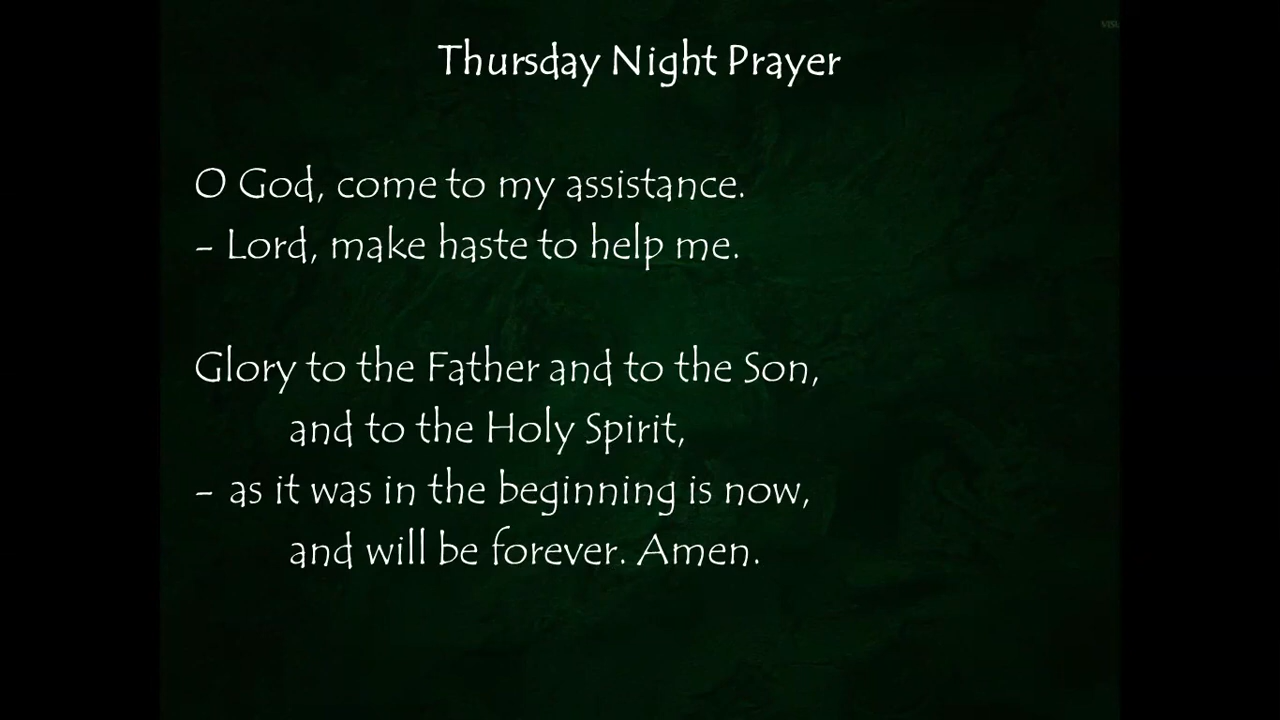 Thursday Night Prayer
O God, come to my assistance.
– Lord, make haste to help me.
Glory to the Father and to the Son,
and to the Holy Spirit,
– as it was in the beginning is now,
and will be forever. Amen.